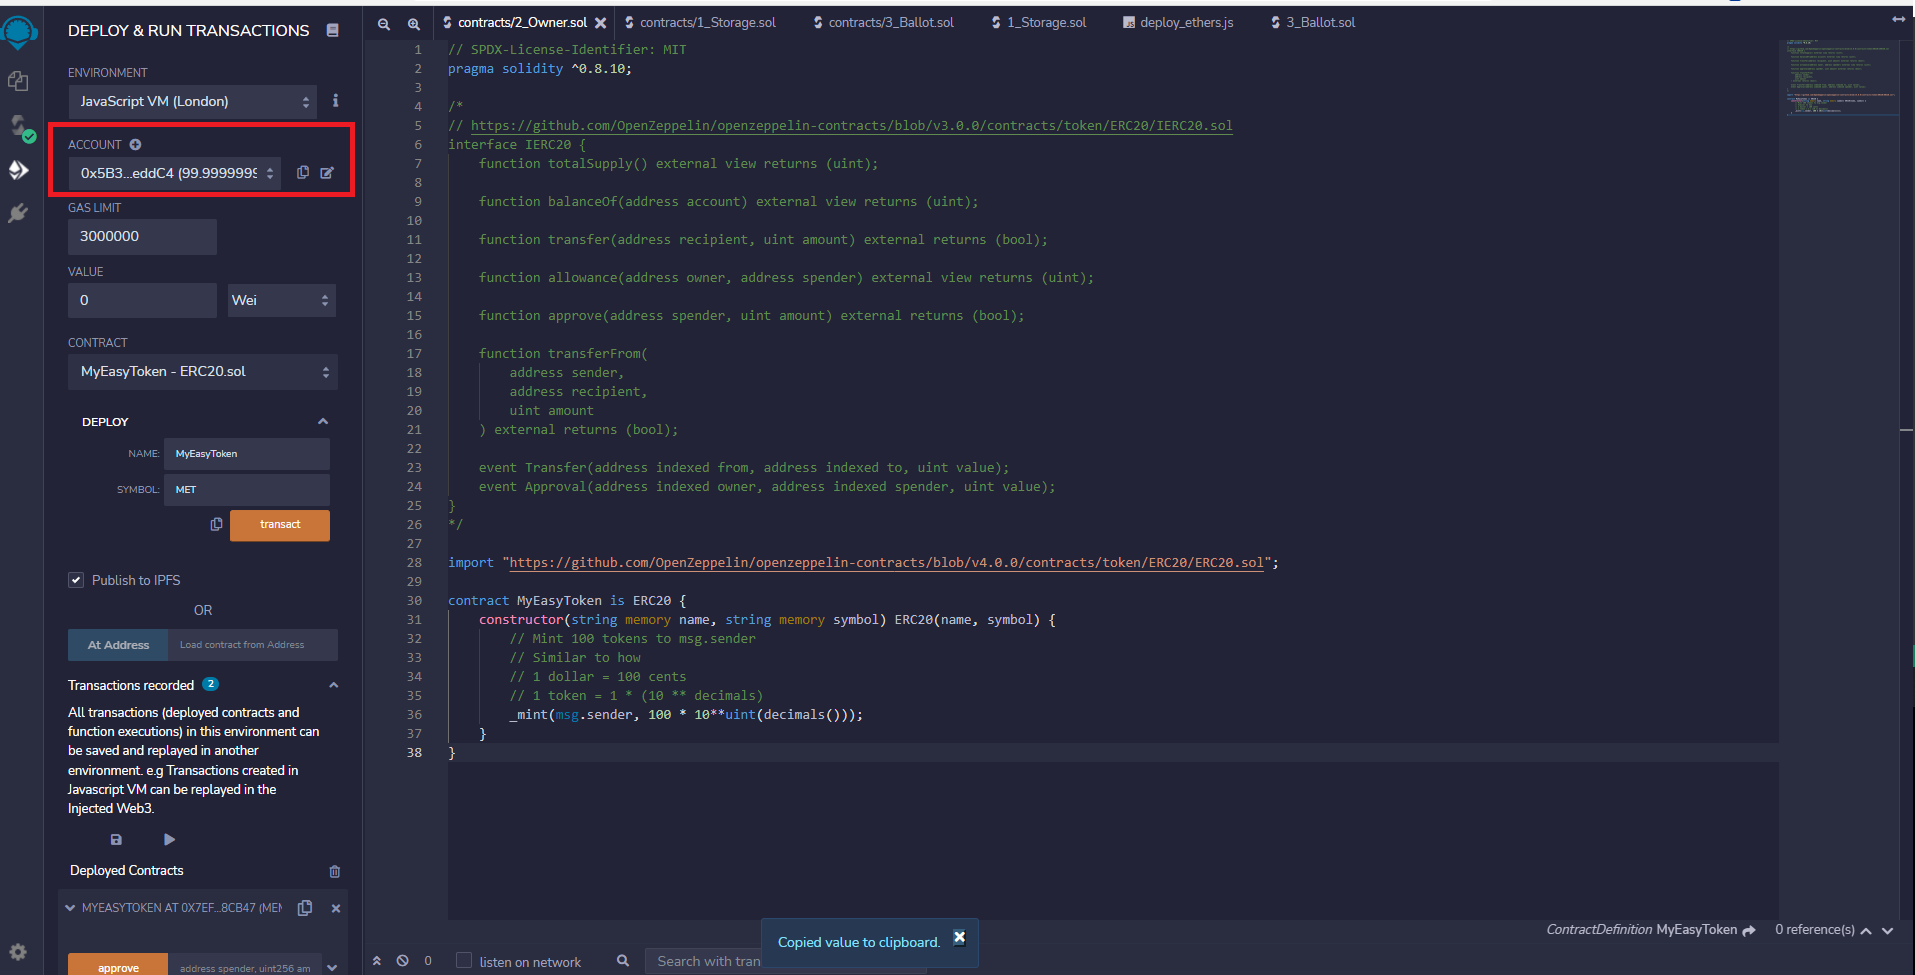 DEPLOY & RUN TRANSACTIONS
ENVIRONMENT
JavaScript VM (London)
ACCOUNT
0x5B3...eddC4 (99.9999999
GAS LIMIT
3000000
VALUE
0
Wei
CONTRACT
MyEasyToken - ERC20.sol
DEPLOY
NAME: MyEasyToken
SYMBOL: MET
transact
Publish to IPFS
OR
At Address Load contract from Address
Transactions recorded 2
All transactions (deployed contracts and
function executions) in this environment can
be saved and replayed in another
environment. e.g Transactions created in
Javascript VM can be replayed in the
Injected Web3.
Deployed Contracts
MYEASYTOKEN AT 0X7EF...8CB47 (MEM
approve address spender, uint256 am
contracts/2_Owner.sol contracts/1_Storage.sol contracts/3_Ballot.sol 1_Storage.sol JS deploy_ethers.js 3_Ballot.sol
1 // SPDX-License-Identifier: MIT
2 pragma solidity ^0.8.10;
3
4 /*
5 // https://github.com/OpenZeppelin/openzeppelin-contracts/blob/v3.0.0/contracts/token/ERC20/IERC20.sol
6 interface IERC20 {
7 function totalSupply() external view returns (uint);
8
9 function balanceOf(address account) external view returns (uint);
10
11 function transfer(address recipient, uint amount) external returns (bool);
12
13 function allowance(address owner, address spender) external view returns (uint);
14
15 function approve(address spender, uint amount) external returns (bool);
16
17 function transferFrom(
18 address sender,
19 address recipient,
20 uint amount
21 ) external returns (bool);
22
23 event Transfer(address indexed from, address indexed to, uint value);
24 event Approval(address indexed owner, address indexed spender, uint value);
25 }
26 */
27
28 import "https://github.com/OpenZeppelin/openzeppelin-contracts/blob/v4.0.0/contracts/token/ERC20/ERC20.sol";
29
30 contract MyEasyToken is ERC20 {
31 constructor(string memory name, string memory symbol) ERC20(name, symbol) {
32 // Mint 100 tokens to msg.sender
33 // Similar to how
34 // 1 dollar = 100 cents
35 // 1 token = 1 * (10 ** decimals)
36 _mint(msg.sender, 100 * 10**uint(decimals()));
37 }
38 }
ContractDefinition MyEasyToken 0 reference(s)
Copied value to clipboard.
0 listen on network Search with tran